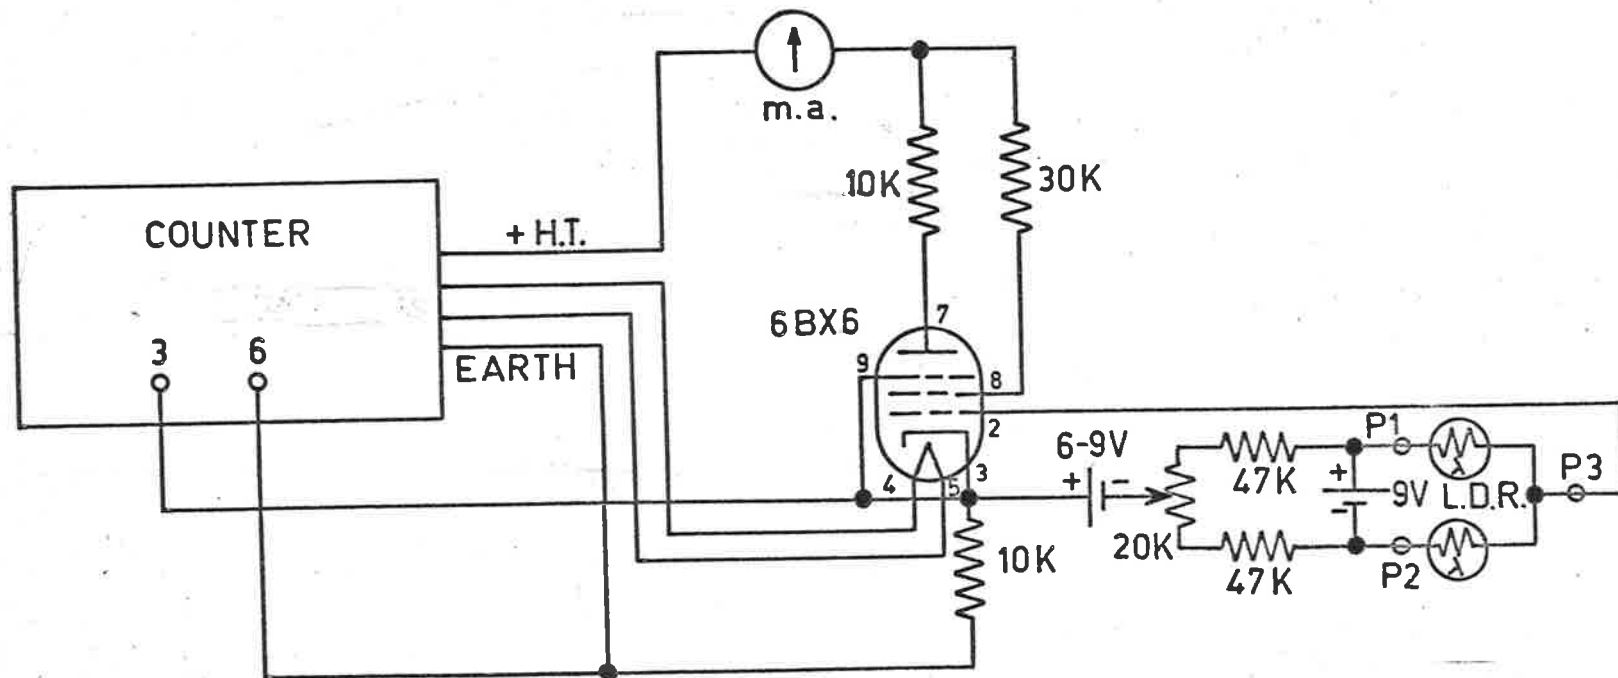 m.a.
10K
30K
COUNTER
+ H.T.
6BX6
7
3
6
EARTH
9
8
2
P1
6-9V
+ -
47K
+
9V
-
L.D.R.
P3
λ
4
5
3
20K
10K
47K
P2
λ